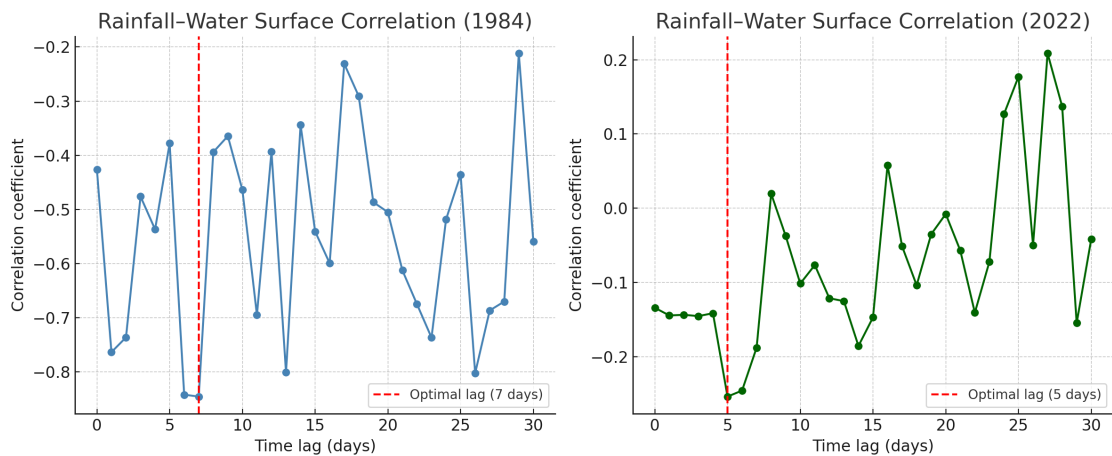 Rainfall–Water Surface Correlation (1984)
Correlation coefficient
−0.2
−0.3
−0.4
−0.5
−0.6
−0.7
−0.8
0 5 10 15 20 25 30
Time lag (days)
Optimal lag (7 days)
Rainfall–Water Surface Correlation (2022)
Correlation coefficient
0.2
0.1
0.0
−0.1
−0.2
0 5 10 15 20 25 30
Time lag (days)
Optimal lag (5 days)